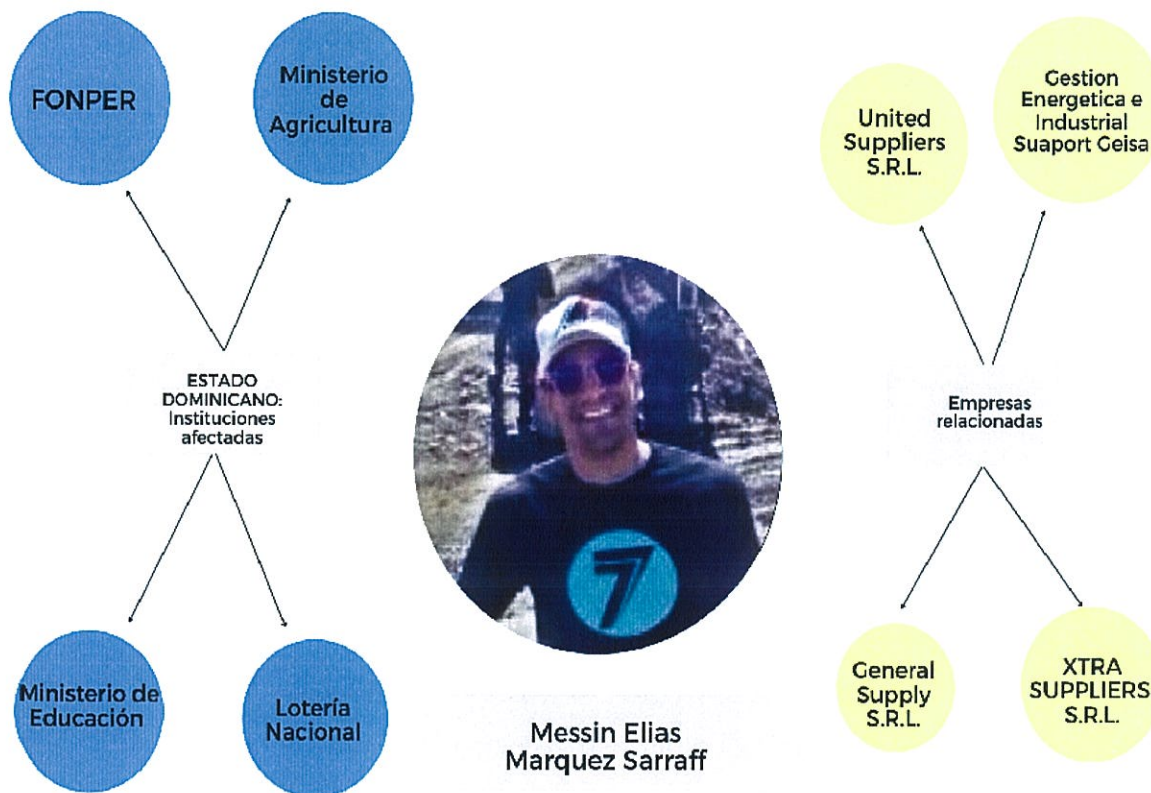 FONPER
Ministerio
de
Agricultura
ESTADO
DOMINICANO:
Instituciones
afectadas
Ministerio de
Educación
Lotería
Nacional
7
Messin Elias
Marquez Sarraff
United
Suppliers
S.R.L.
Gestion
Energetica e
Industrial
Suaport Geisa
Empresas
relacionadas
General
Supply
S.R.L.
XTRA
SUPPLIERS
S.R.L.